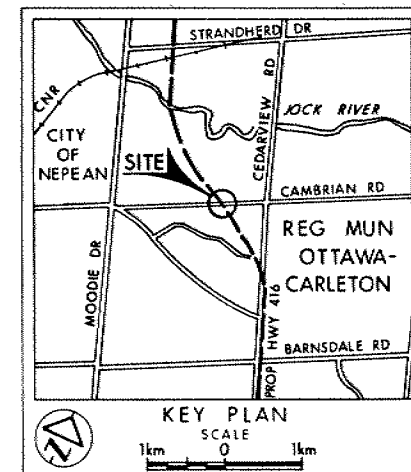 STRANDHERD DR
CNR
CEDARVIEW RD
JOCK RIVER
CITY
OF
NEPEAN
SITE
CAMBRIAN RD
REG MUN
OTTAWA-
CARLETON
MOODIE DR
PROP HWY 416
BARNSDALE RD
N
KEY PLAN
SCALE
1km 0 1km